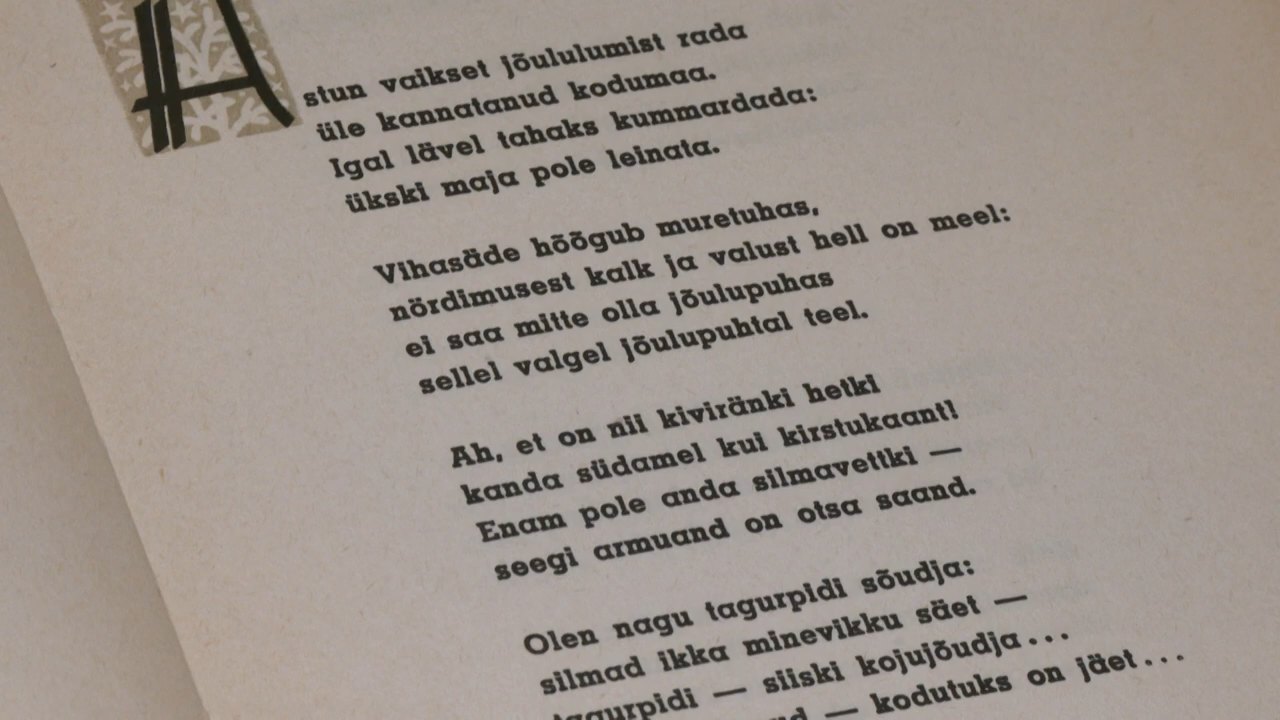 Astun vaikset jõululumist rada
üle kannatanud kodumaa.
Igal lävel tahaks kummardada:
ükski maja pole leinata.
Vihasäde hõõgub muretuhas,
nördimusest kalk ja valust hell on meel:
ei saa mitte olla jõulupuhas
sellel valgel jõulupuhtal teel.
Ah, et on nii kiviränki hetki
kanda südamel kui kirstukaant!
Enam pole anda silmavettki —
seegi armuand on otsa saand.
Olen nagu tagurpidi sõudja:
silmad ikka minevikku säet —
tagurpidi — siiski kojujõudja...
— kodutuks on jäet...